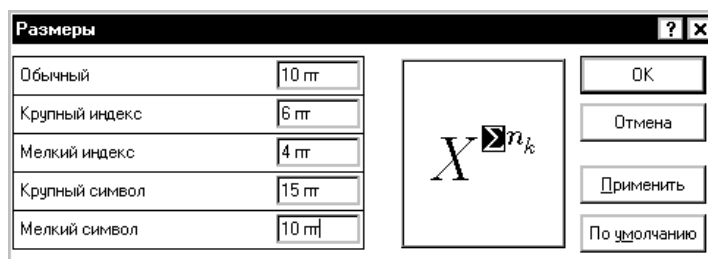 Размеры
Обычный 10 пт
Крупный индекс 6 пт
Мелкий индекс 4 пт
Крупный символ 15 пт
Мелкий символ 10 пт
X Σ n k
OK
Отмена
Применить
По умолчанию